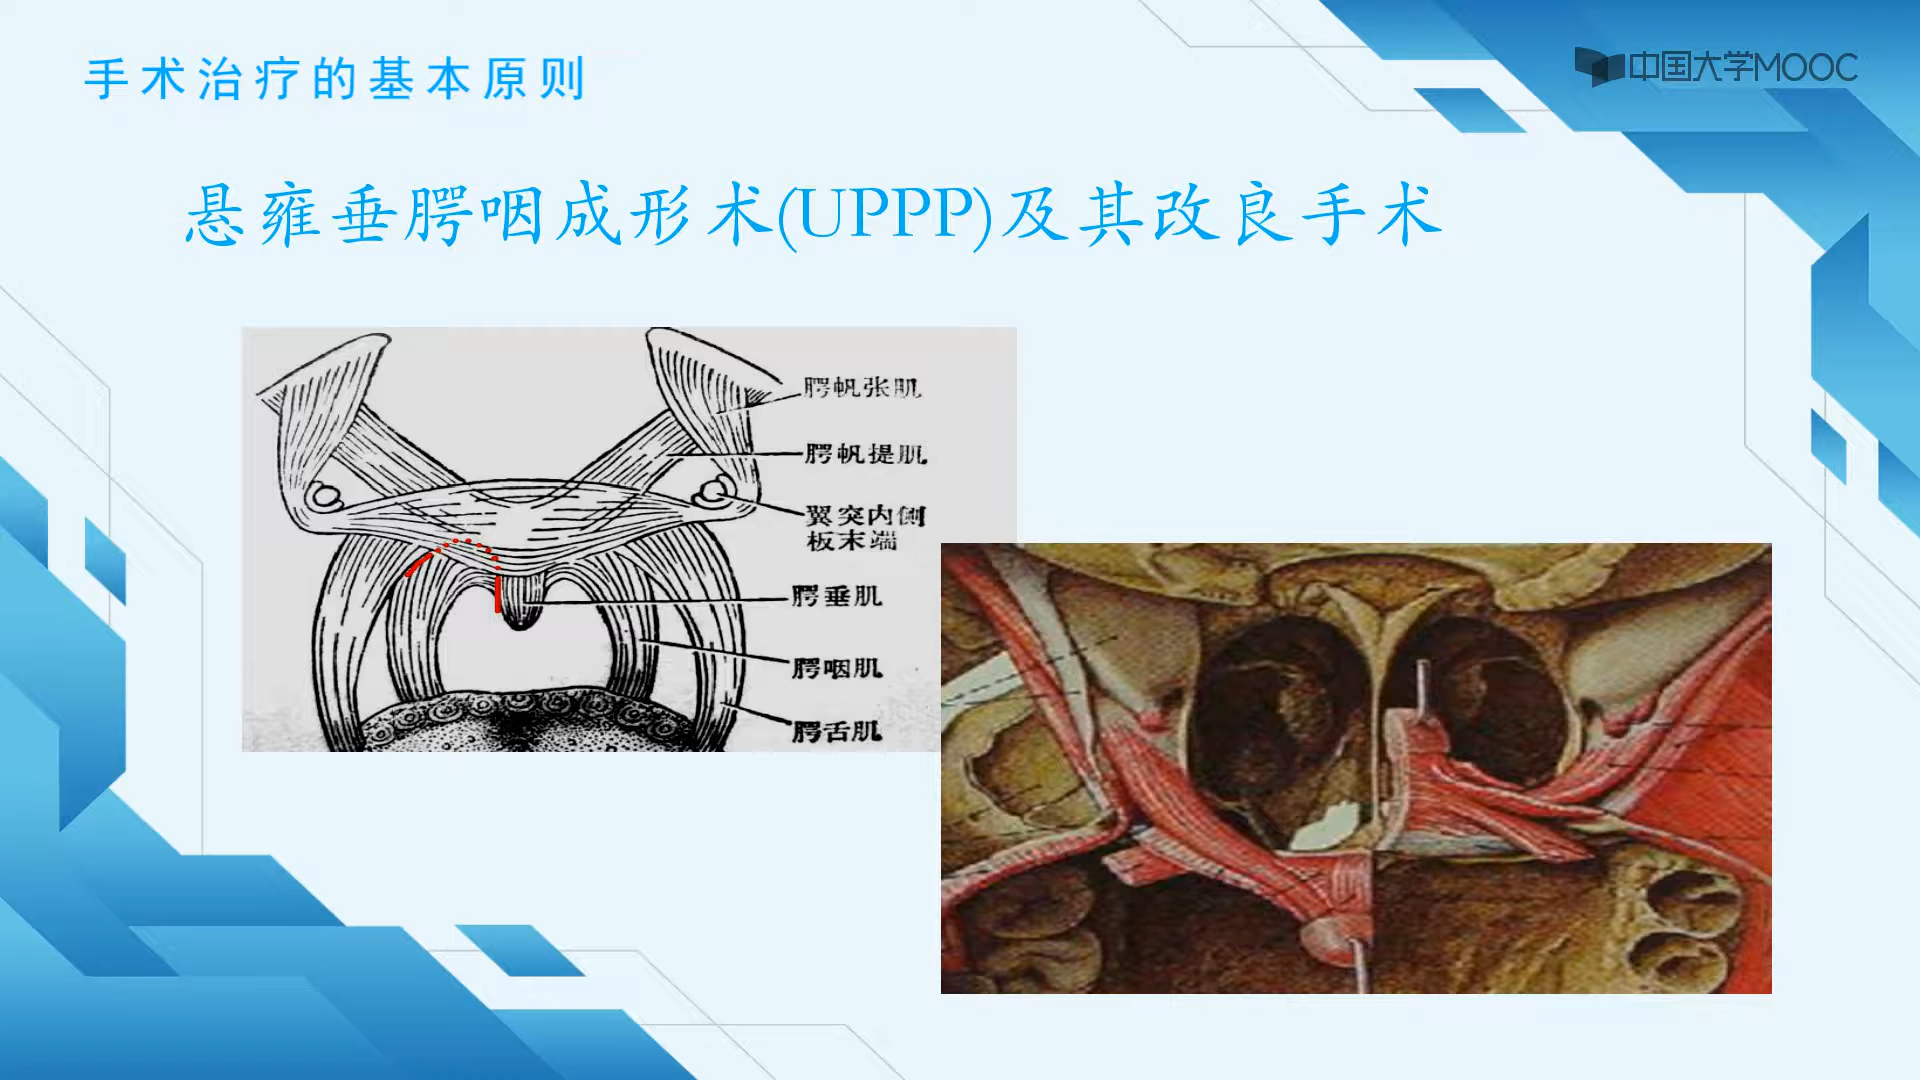 手术治疗的基本原则
中国大学MOOC
悬雍垂腭咽成形术(UPPP)及其改良手术
腭帆张肌
腭帆提肌
翼突内侧
板末端
腭垂肌
腭咽肌
腭舌肌